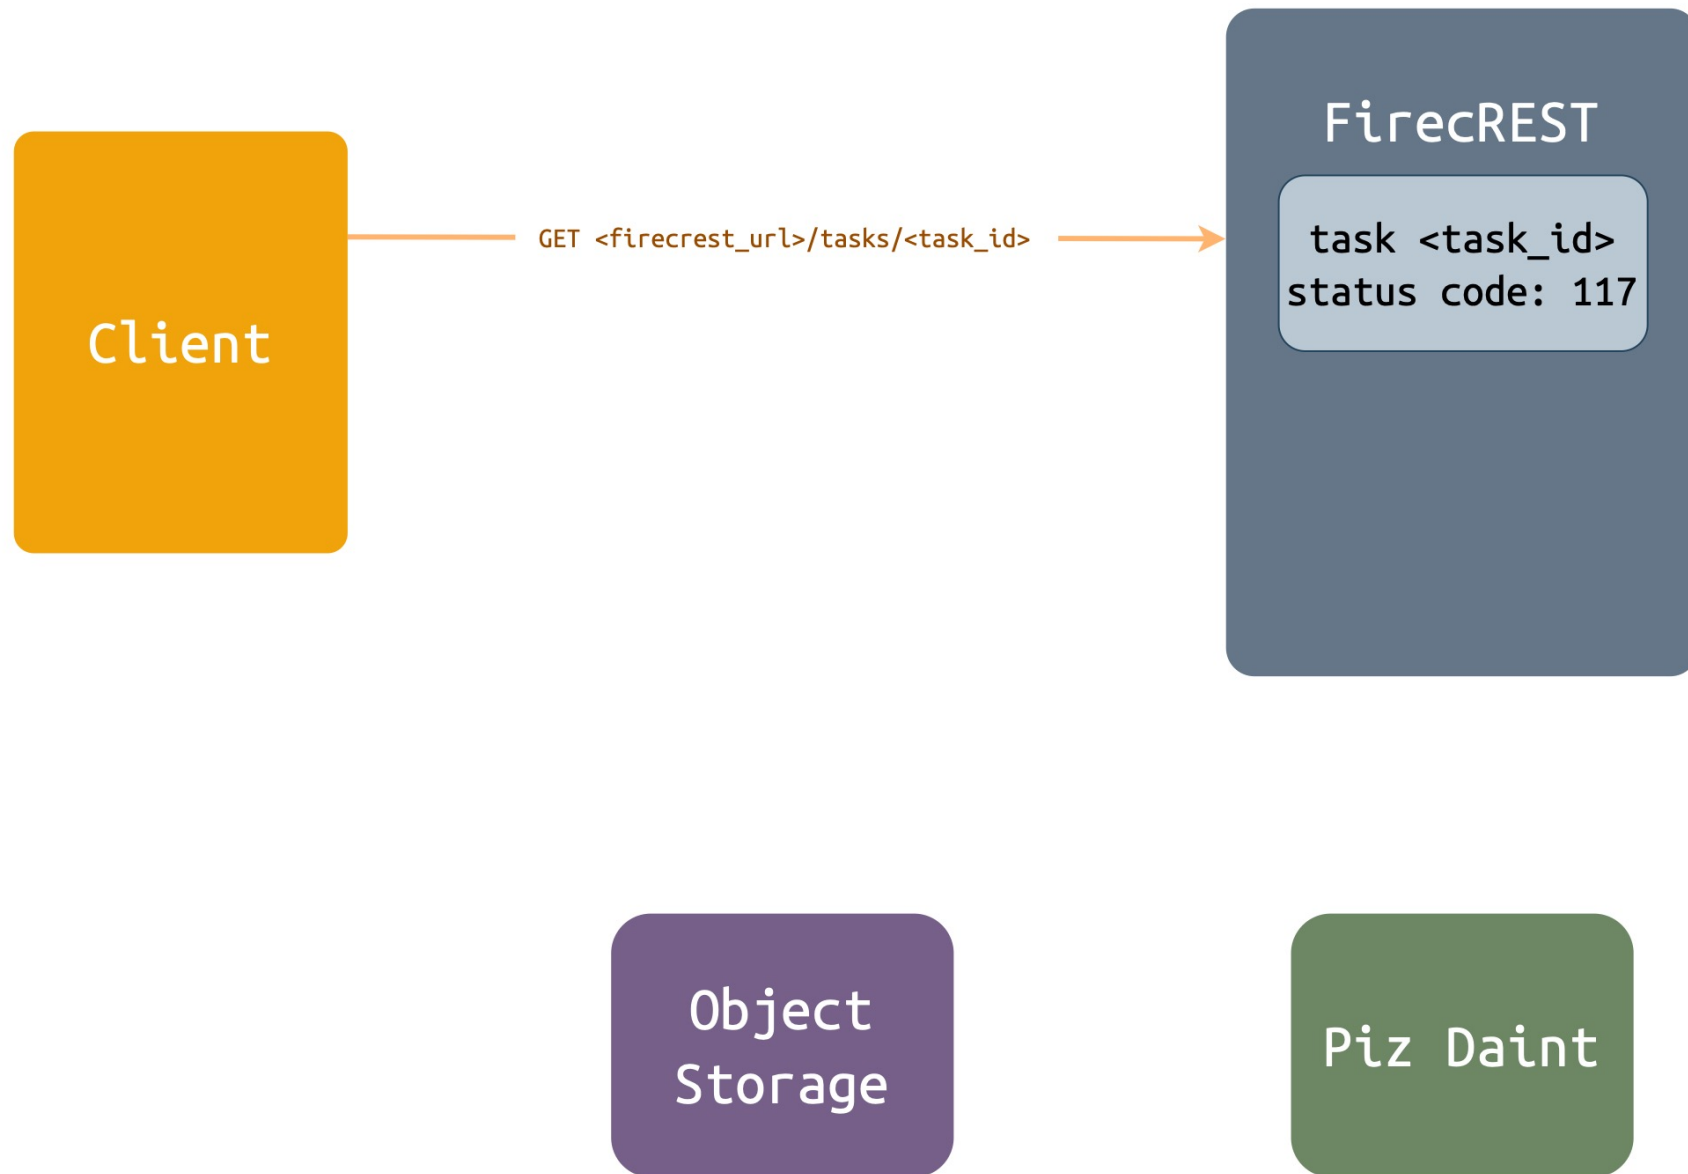 FirecREST
task <task_id>
status code: 117
GET <firecrest_url>/tasks/<task_id>
Client
Object
Storage
Piz Daint